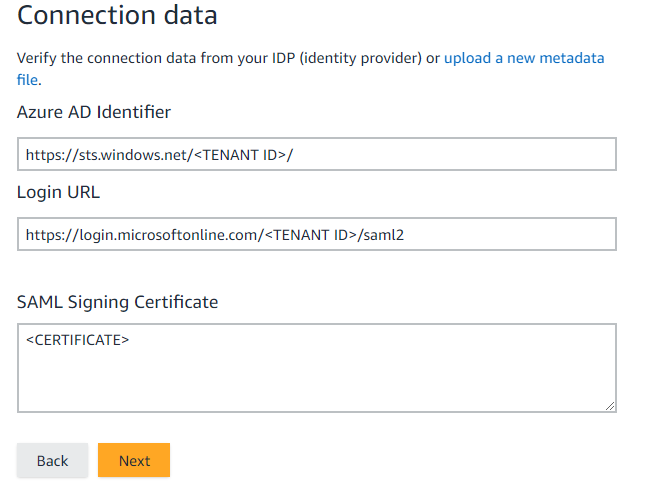 Connection data
Verify the connection data from your IDP (identity provider) or upload a new metadata
file.
Azure AD Identifier
https://sts.windows.net/<TENANT ID>/
Login URL
https://login.microsoftonline.com/<TENANT ID>/saml2
SAML Signing Certificate
<CERTIFICATE>
Back Next